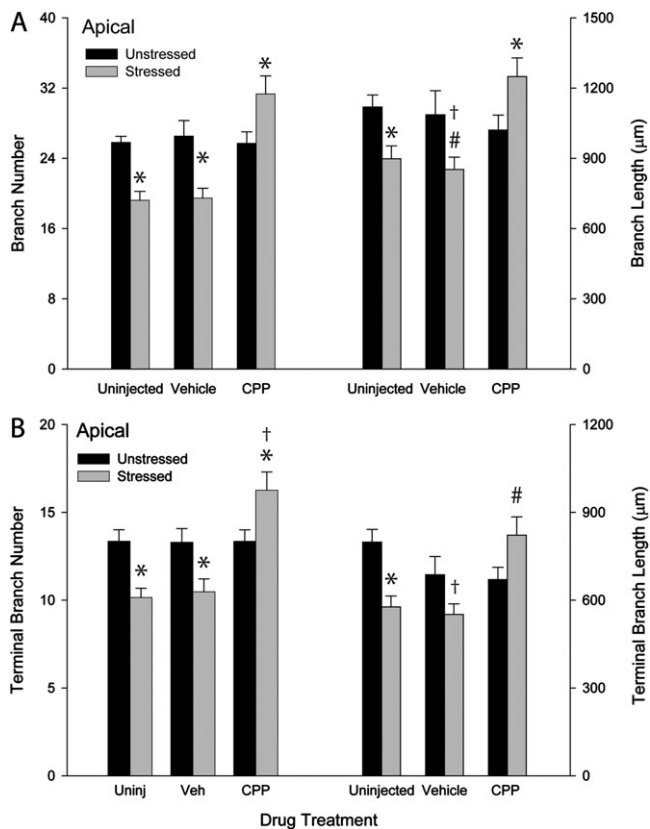 A
Apical
Unstressed
Stressed
Branch Number
40
32
24
16
8
0
*
*
*
*
†
#
*
1500
1200
900
600
300
0
Branch Length (µm)
Uninjected Vehicle CPP
Uninjected Vehicle CPP
B
Apical
Unstressed
Stressed
Terminal Branch Number
20
15
10
5
0
*
*
†
*
*
†
#
1200
900
600
300
0
Terminal Branch Length (µm)
Uninj Veh CPP
Uninjected Vehicle CPP
Drug Treatment